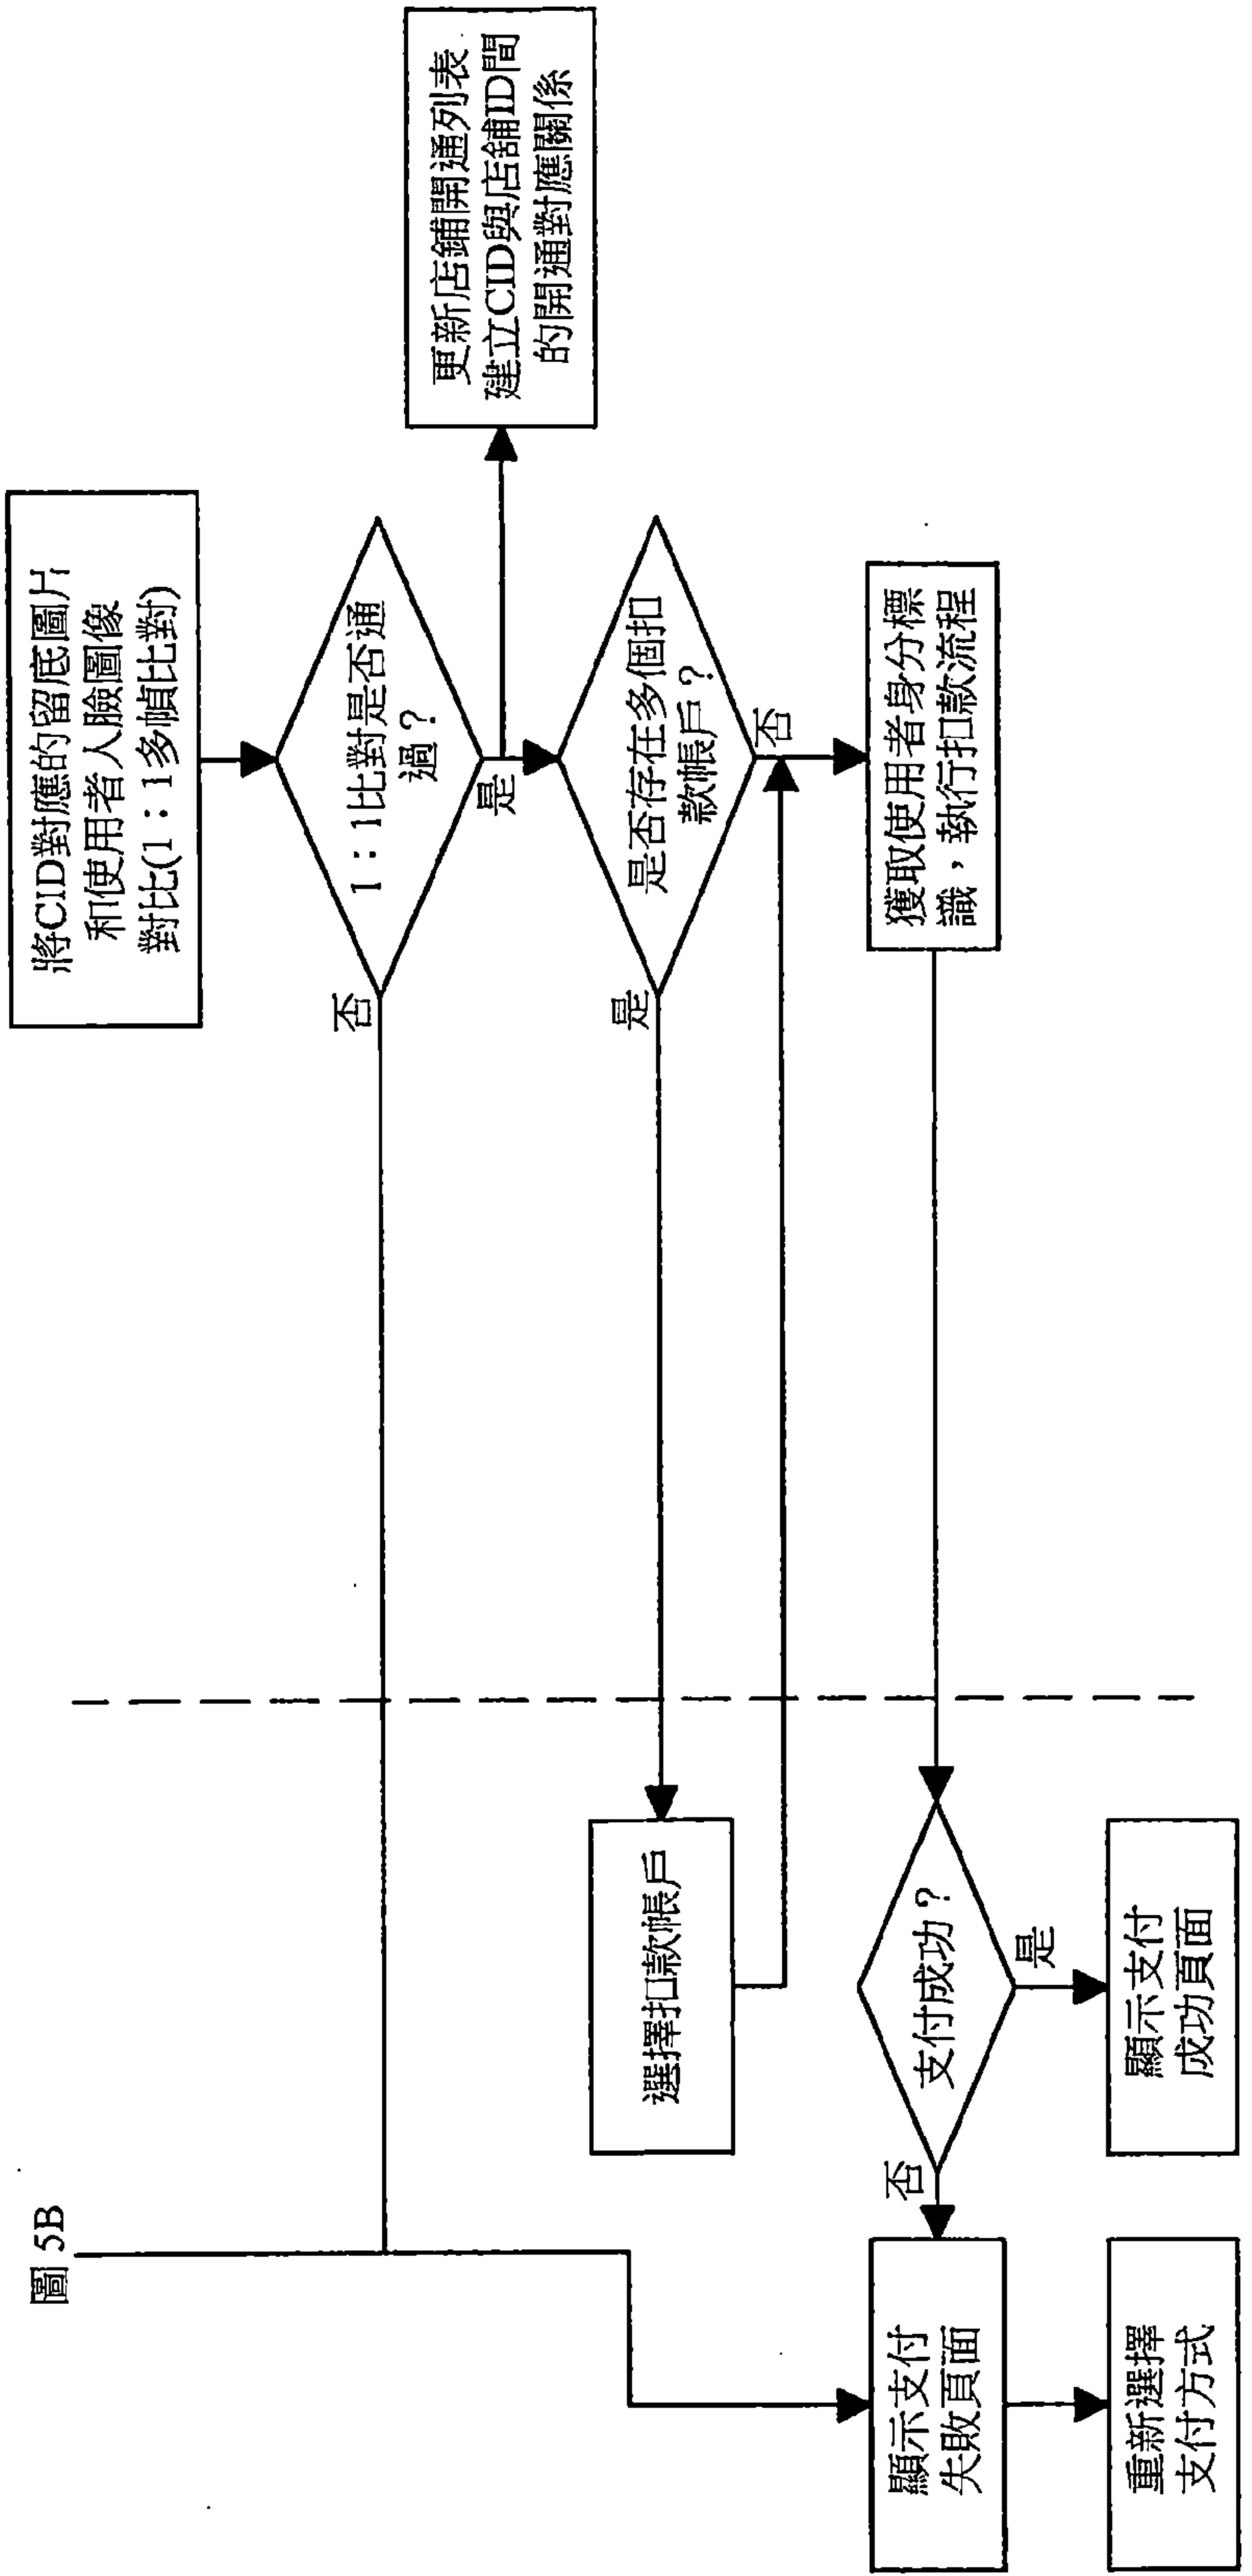 將CID對應的留底圖片
和使用者人臉圖像
對比(1：1多幀比對)
1：1比對是否通
過？
否
是
更新店鋪開通列表
建立CID與店舖ID間
的開通對應關係
是否存在多個扣
款帳戶？
是
否
選擇扣款帳戶
獲取使用者身分標
識，執行扣款流程
支付成功？
否
是
顯示支付
成功頁面
圖 5B
顯示支付
失敗頁面
重新選擇
支付方式